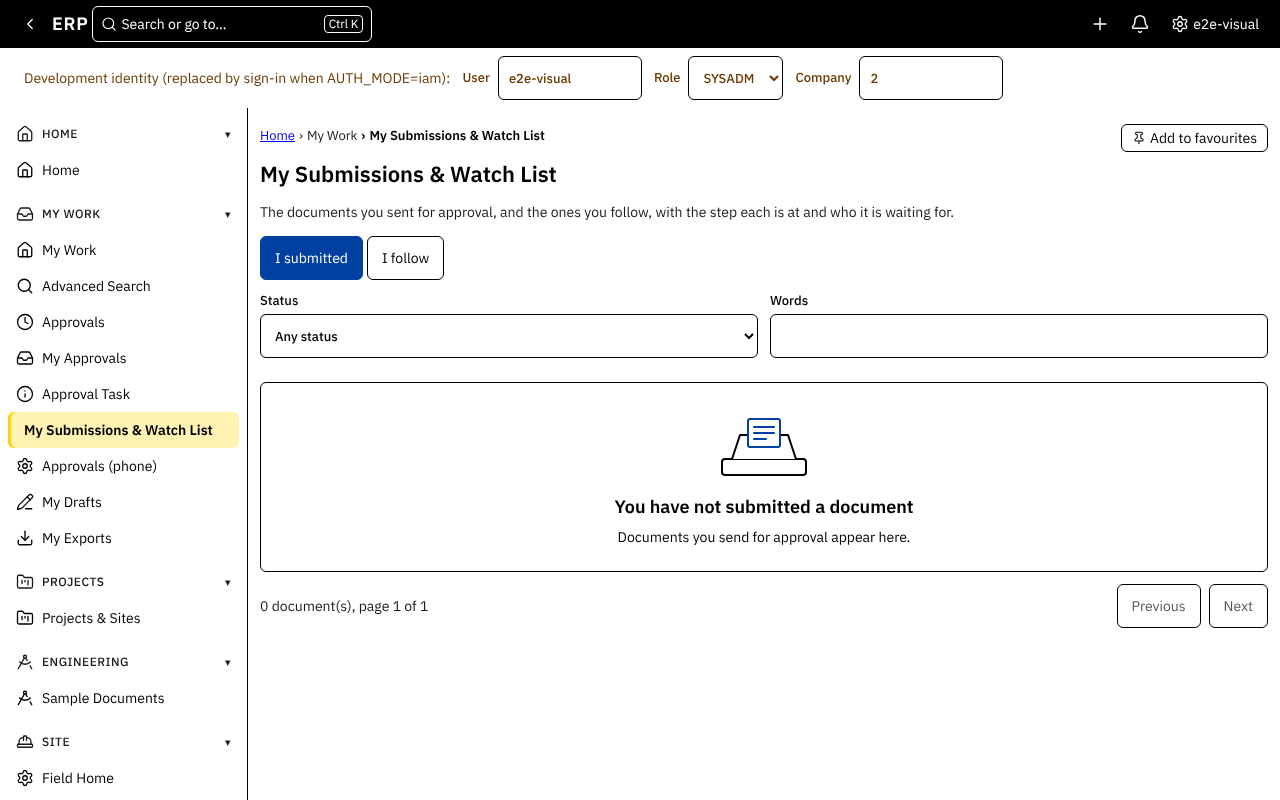 ERP
Search or go to...
Ctrl K
e2e-visual
Development identity (replaced by sign-in when AUTH_MODE=iam):
User
e2e-visual
Role
SYSADM
Company
2
HOME
Home
MY WORK
My Work
Advanced Search
Approvals
My Approvals
Approval Task
My Submissions & Watch List
Approvals (phone)
My Drafts
My Exports
PROJECTS
Projects & Sites
ENGINEERING
Sample Documents
SITE
Field Home
Home › My Work › My Submissions & Watch List
Add to favourites
My Submissions & Watch List
The documents you sent for approval, and the ones you follow, with the step each is at and who it is waiting for.
I submitted
I follow
Status
Any status
Words
You have not submitted a document
Documents you send for approval appear here.
0 document(s), page 1 of 1
Previous
Next